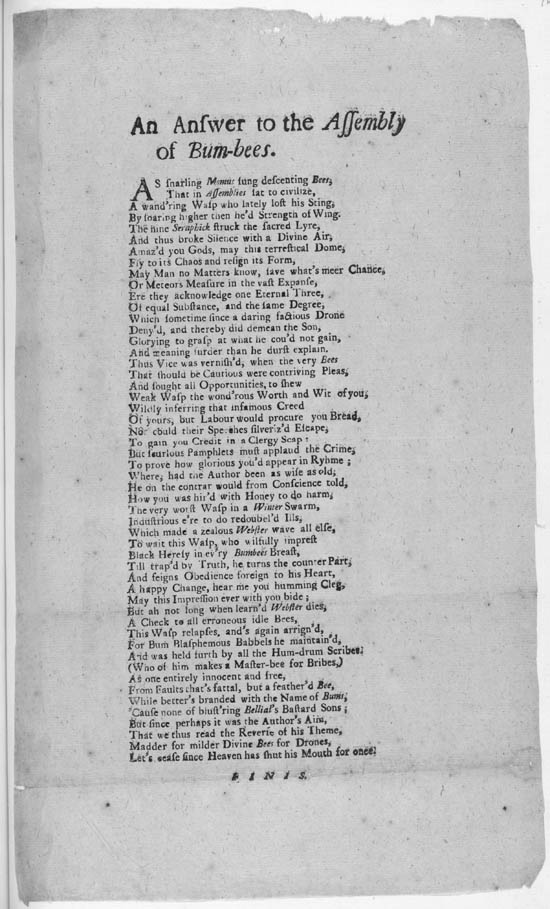 An Anſwer to the Aſſembly
of Bum-bees.
AS ſnarling Momus ſung deſcenting Bees,
That in Aſſemblies ſat to civilize,
A wand'ring Waſp who lately loſt his Sting,
By ſoaring higher then he'd Strength of Wing.
The nine Seraphick ſtruck the ſacred Lyre,
And thus broke Silence with a Divine Air,
Amaz'd you Gods, may this terreſtical Dome,
Fly to its Chaos and reſign its Form,
May Man no Matters know, ſave what's meer Chance,
Or Meteors Meaſure in the vaſt Expanſe,
Ere they acknowledge one Eternal Three,
Of equal Subſtance, and the ſame Degree,
Which ſometime ſince a daring factious Drone
Deny'd, and thereby did demean the Son,
Glorying to graſp at what he cou'd not gain,
And meaning furder than he durſt explain.
Thus Vice was verniſh'd, when the very Bees
That ſhould be Cautious were contriving Pleas,
And ſought all Opportunities, to ſhew
Weak Waſp the wond'rous Worth and Wit of you,
Wildly inferring that infamous Creed
Of yours, but Labour would procure you Bread,
Nor could their Speeches ſilveriz'd Eſcape,
To gain you Credit in a Clergy Scap:
But ſcurlous Pamphlets muſt applaud the Crime,
To prove how glorious you'd appear in Ryhme;
Where, had the Author been as wiſe as old,
He on the contrar would from Conſcience told,
How you was hir'd with Honey to do harm,
The very worſt Waſp in a Winter Swarm,
Induſtrious e're to do redoubel'd Ills,
Which made a zealous Webſter wave all elſe,
To wait this Waſp, who wilfully impreſt
Black Hereſy in ev'ry Bumbees Breaſt,
Till trap'd by Truth, he turns the counter Part,
And feigns Obedience foreign to his Heart,
A happy Change, hear me you humming Cleg,
May this Impreſſion ever with you bide;
But ah not long when learn'd Webſter dies,
A Check to all erroneous idle Bees,
This Waſp relapſes, and's again arrign'd,
For Bum Blaſphemous Babbels he maintain'd,
And was held furth by all the Hum-drum Scribes,
(Who of him makes a Maſter-bee for Bribes,)
As one entirely innocent and free,
From Faults that's fattal, but a feather'd Bee,
While better's branded with the Name of Bums,
'Cauſe none of bluſt'ring Bellial's Baſtard Sons;
But ſince perhaps it was the Author's Aim,
That we thus read the Reverſe of his Theme,
Madder for milder Divine Bees for Drones,
Let's ceaſe ſince Heaven has ſhut his Mouth for once.
FINIS.